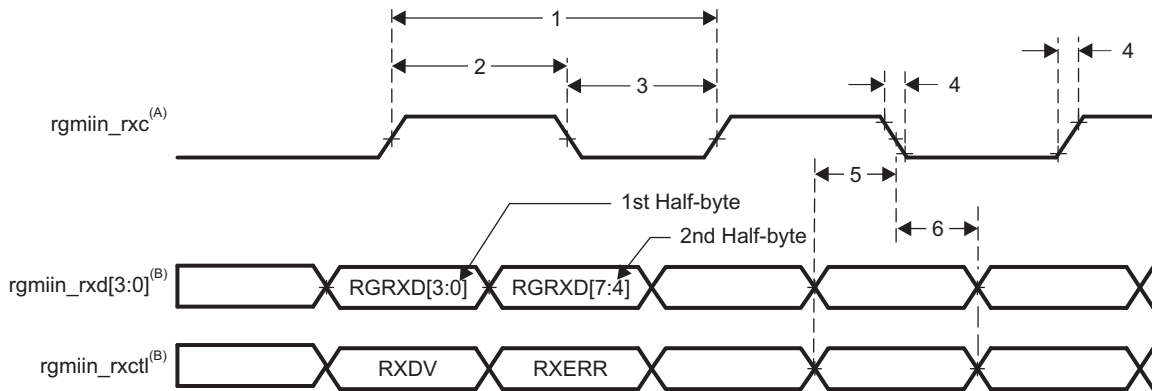 1
2
3
4
4
rgmiin_rxc(A)
5
1st Half-byte
6
2nd Half-byte
rgmiin_rxd[3:0](B)
RGRXD[3:0]
RGRXD[7:4]
rgmiin_rxctl(B)
RXDV
RXERR